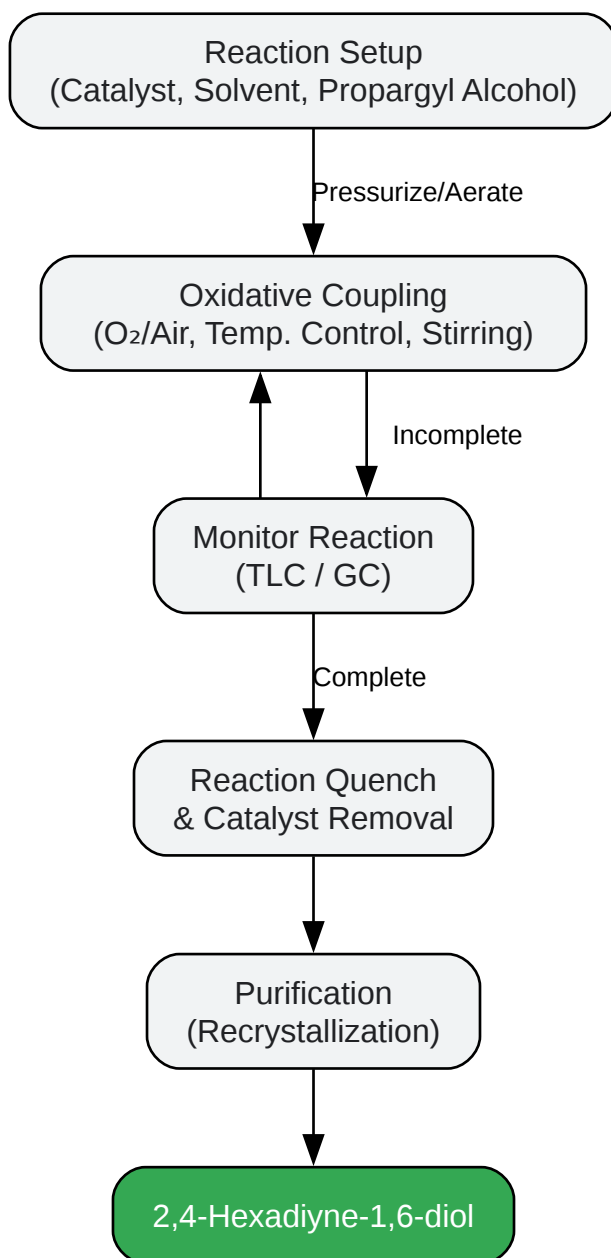 Reaction Setup
(Catalyst, Solvent, Propargyl Alcohol)
Pressurize/Aerate
Oxidative Coupling
(O₂/Air, Temp. Control, Stirring)
Incomplete
Monitor Reaction
(TLC / GC)
Complete
Reaction Quench
& Catalyst Removal
Purification
(Recrystallization)
2,4-Hexadiyne-1,6-diol